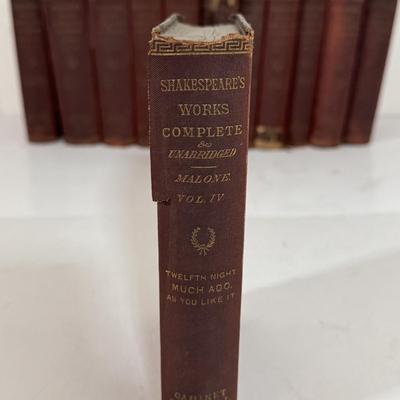 SHAKESPEARE'S
WORKS
COMPLETE
&
UNABRIDGED
MALONE.
VOL. IV
TWELFTH NIGHT
MUCH ADO.
AS YOU LIKE IT
CABINET